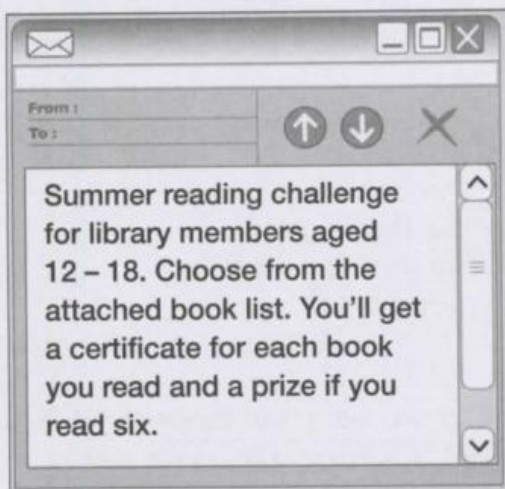 From :
To :
Summer reading challenge
for library members aged
12 – 18. Choose from the
attached book list. You'll get
a certificate for each book
you read and a prize if you
read six.